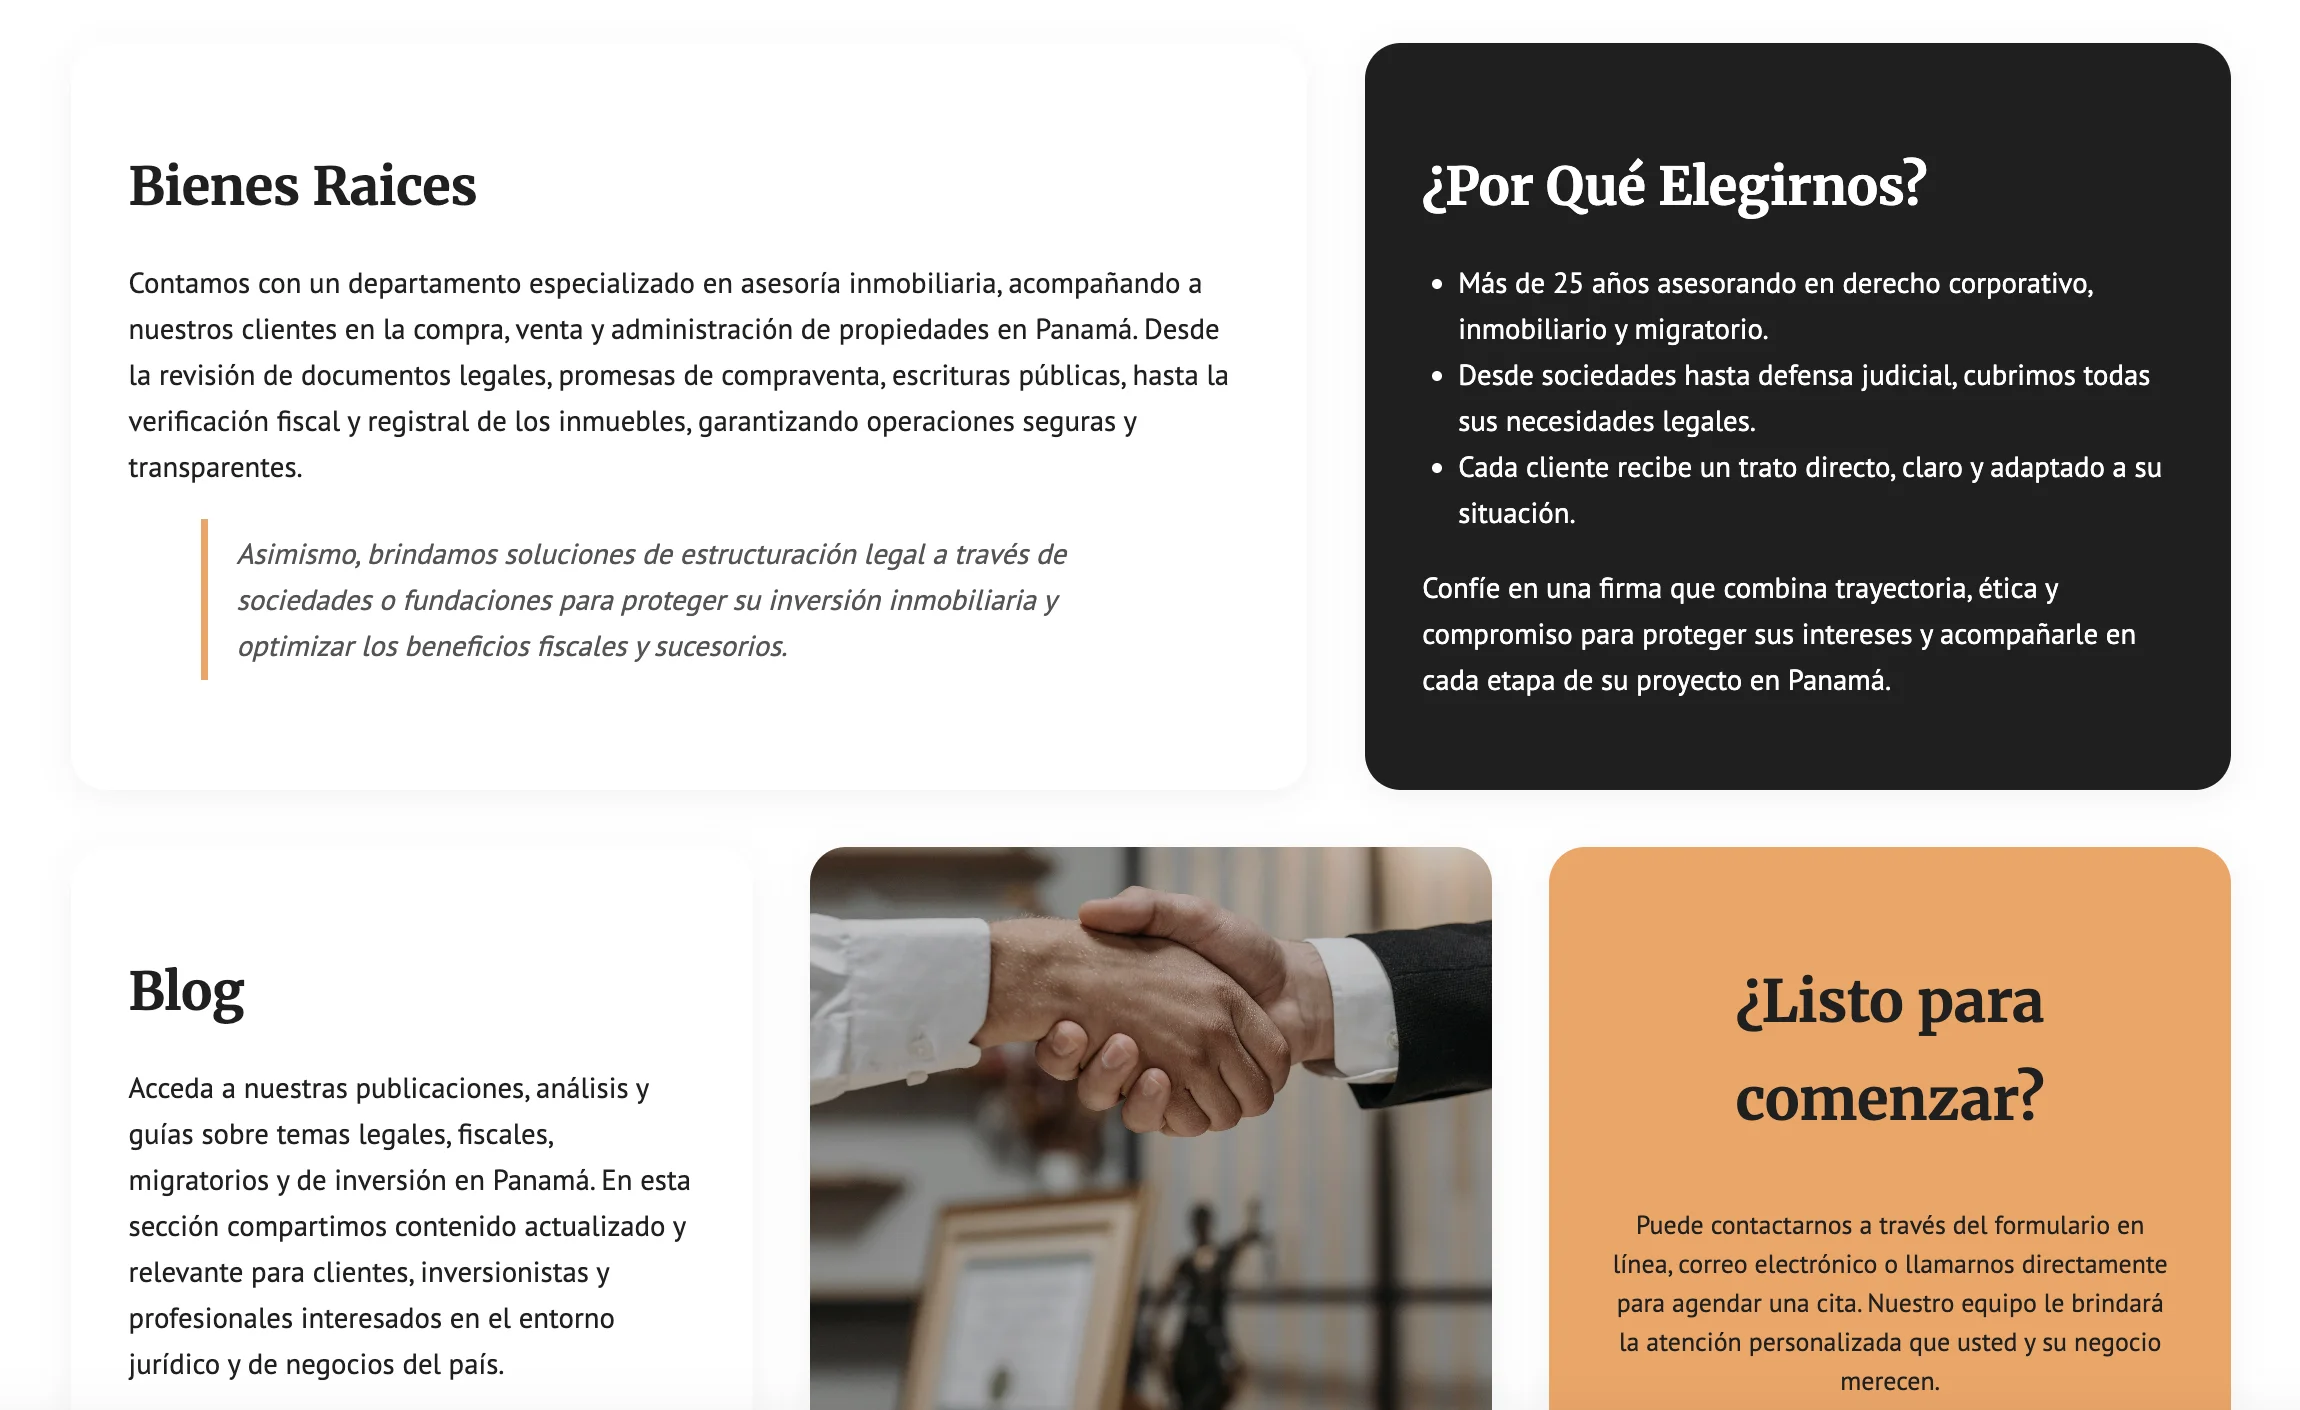 Bienes Raices
Contamos con un departamento especializado en asesoría inmobiliaria, acompañando a
nuestros clientes en la compra, venta y administración de propiedades en Panamá. Desde
la revisión de documentos legales, promesas de compraventa, escrituras públicas, hasta la
verificación fiscal y registral de los inmuebles, garantizando operaciones seguras y
transparentes.
Asimismo, brindamos soluciones de estructuración legal a través de
sociedades o fundaciones para proteger su inversión inmobiliaria y
optimizar los beneficios fiscales y sucesorios.
¿Por Qué Elegirnos?
• Más de 25 años asesorando en derecho corporativo,
inmobiliario y migratorio.
• Desde sociedades hasta defensa judicial, cubrimos todas
sus necesidades legales.
• Cada cliente recibe un trato directo, claro y adaptado a su
situación.
Confíe en una firma que combina trayectoria, ética y
compromiso para proteger sus intereses y acompañarle en
cada etapa de su proyecto en Panamá.
Blog
Acceda a nuestras publicaciones, análisis y
guías sobre temas legales, fiscales,
migratorios y de inversión en Panamá. En esta
sección compartimos contenido actualizado y
relevante para clientes, inversionistas y
profesionales interesados en el entorno
jurídico y de negocios del país.
¿Listo para
comenzar?
Puede contactarnos a través del formulario en
línea, correo electrónico o llamarnos directamente
para agendar una cita. Nuestro equipo le brindará
la atención personalizada que usted y su negocio
merecen.